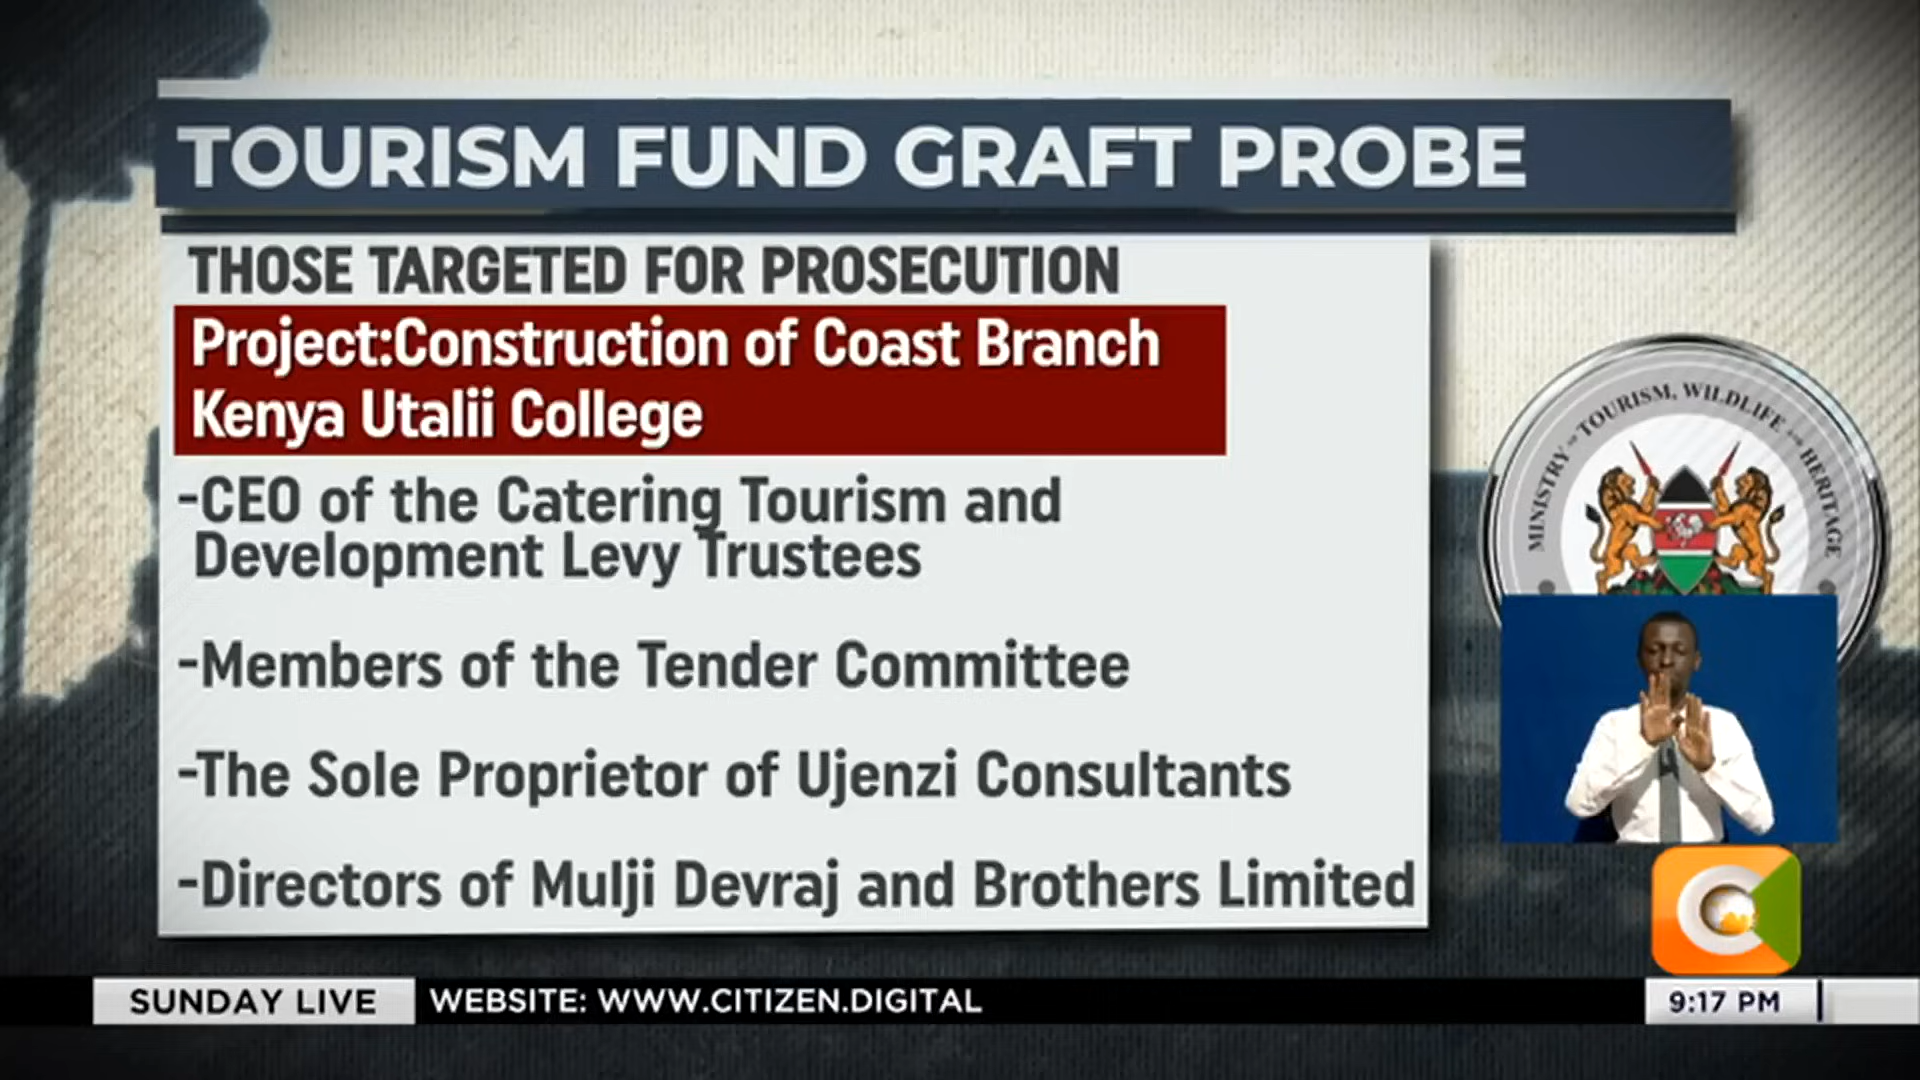 TOURISM FUND GRAFT PROBE
THOSE TARGETED FOR PROSECUTION
Project:Construction of Coast Branch
Kenya Utalii College
-CEO of the Catering Tourism and
Development Levy Trustees
-Members of the Tender Committee
-The Sole Proprietor of Ujenzi Consultants
-Directors of Mulji Devraj and Brothers Limited
MINISTRY OF TOURISM, WILDLIFE AND HERITAGE
SUNDAY LIVE WEBSITE: WWW.CITIZEN.DIGITAL
9:17 PM